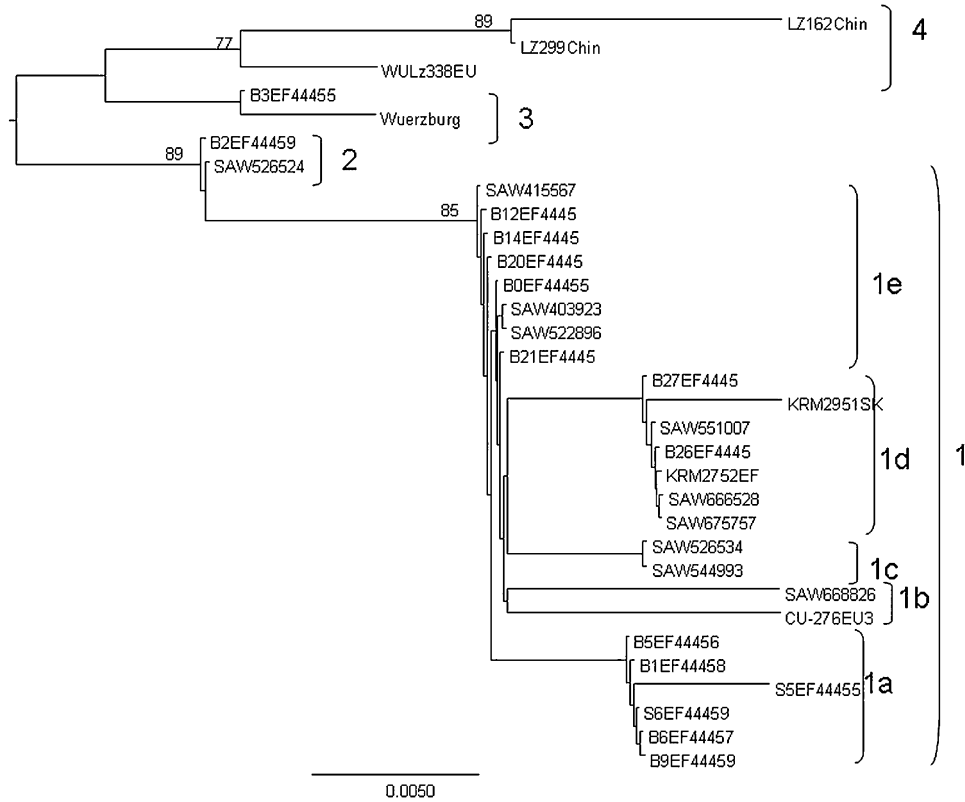 89
LZ162Chin
4
77
LZ299Chin
WULz338EU
B3EF44455
Wuerzburg
3
89
B2EF44459
SAW526524
2
SAW415567
85
B12EF4445
B14EF4445
B20EF4445
B0EF44455
1e
SAW403923
SAW522896
B21EF4445
B27EF4445
KRM2951SK
SAW551007
B26EF4445
1d
1
KRM2752EF
SAW666528
SAW675757
SAW526534
SAW544993
1c
SAW668826
1b
CU-276EU3
B5EF44456
B1EF44458
S5EF44455
1a
S6EF44459
B6EF44457
B9EF44459
0.0050